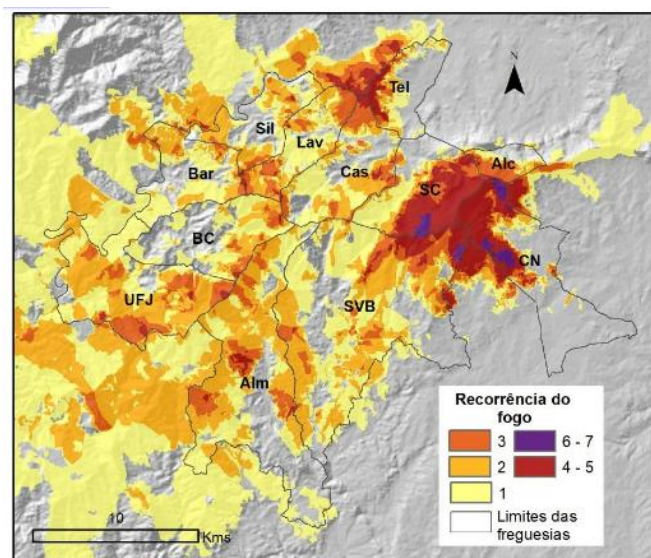 N
Tel
Sil
Lav
Alc
Bar
Cas
SC
BC
CN
UFJ
SVB
Alm
Recorrência do
fogo
3 6 - 7
2 4 - 5
1
Limites das
freguesias
10
Kms